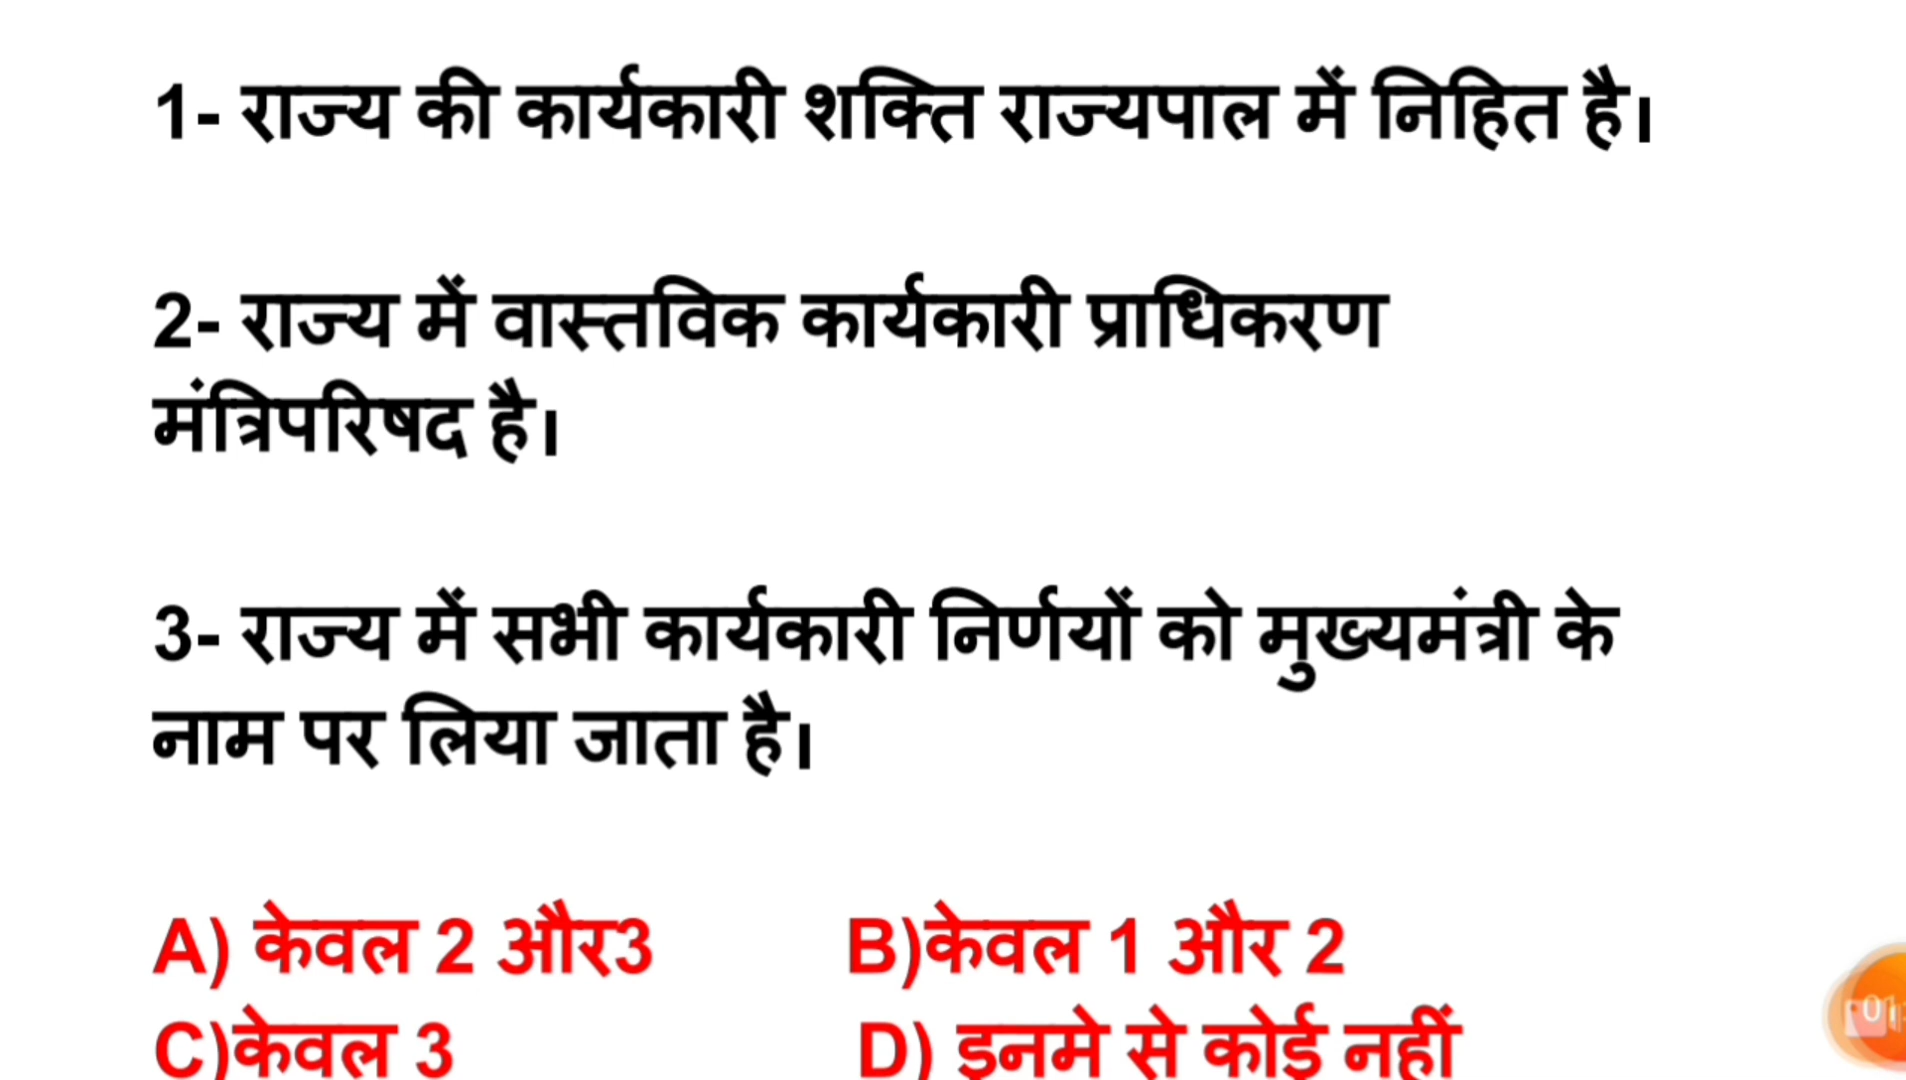 1- राज्य की कार्यकारी शक्ति राज्यपाल में निहित है।
2- राज्य में वास्तविक कार्यकारी प्राधिकरण
मंत्रिपरिषद है।
3- राज्य में सभी कार्यकारी निर्णयों को मुख्यमंत्री के
नाम पर लिया जाता है।
A) केवल 2 और3 B)केवल 1 और 2
C)केवल 3 D) इनमे से कोई नहीं